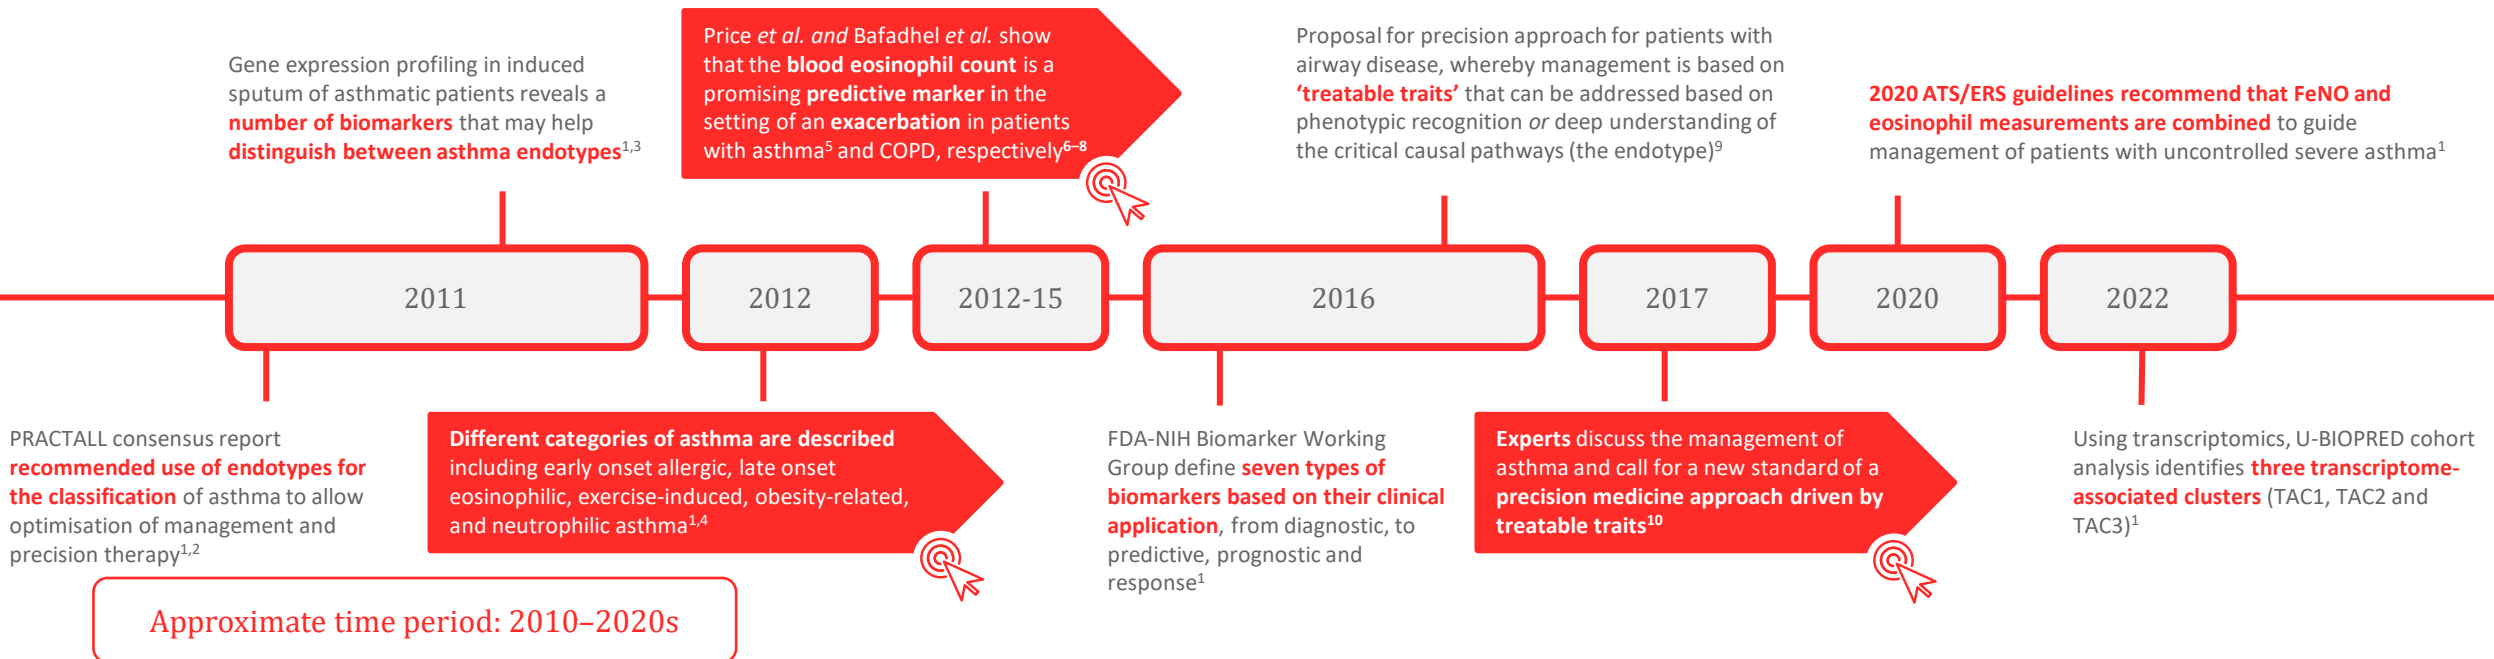 Gene expression profiling in induced
sputum of asthmatic patients reveals a
number of biomarkers that may help
distinguish between asthma endotypes1,3
Price et al. and Bafadhel et al. show
that the blood eosinophil count is a
promising predictive marker in the
setting of an exacerbation in patients
with asthma5 and COPD, respectively6–8
Proposal for precision approach for patients with
airway disease, whereby management is based on
‘treatable traits’ that can be addressed based on
phenotypic recognition or deep understanding of
the critical causal pathways (the endotype)9
2020 ATS/ERS guidelines recommend that FeNO and
eosinophil measurements are combined to guide
management of patients with uncontrolled severe asthma1
2011
2012
2012-15
2016
2017
2020
2022
PRACTALL consensus report
recommended use of endotypes for
the classification of asthma to allow
optimisation of management and
precision therapy1,2
Different categories of asthma are described
including early onset allergic, late onset
eosinophilic, exercise-induced, obesity-related,
and neutrophilic asthma1,4
FDA-NIH Biomarker Working
Group define seven types of
biomarkers based on their clinical
application, from diagnostic, to
predictive, prognostic and
response1
Experts discuss the management of
asthma and call for a new standard of a
precision medicine approach driven by
treatable traits10
Using transcriptomics, U-BIOPRED cohort
analysis identifies three transcriptome-
associated clusters (TAC1, TAC2 and
TAC3)1
Approximate time period: 2010–2020s